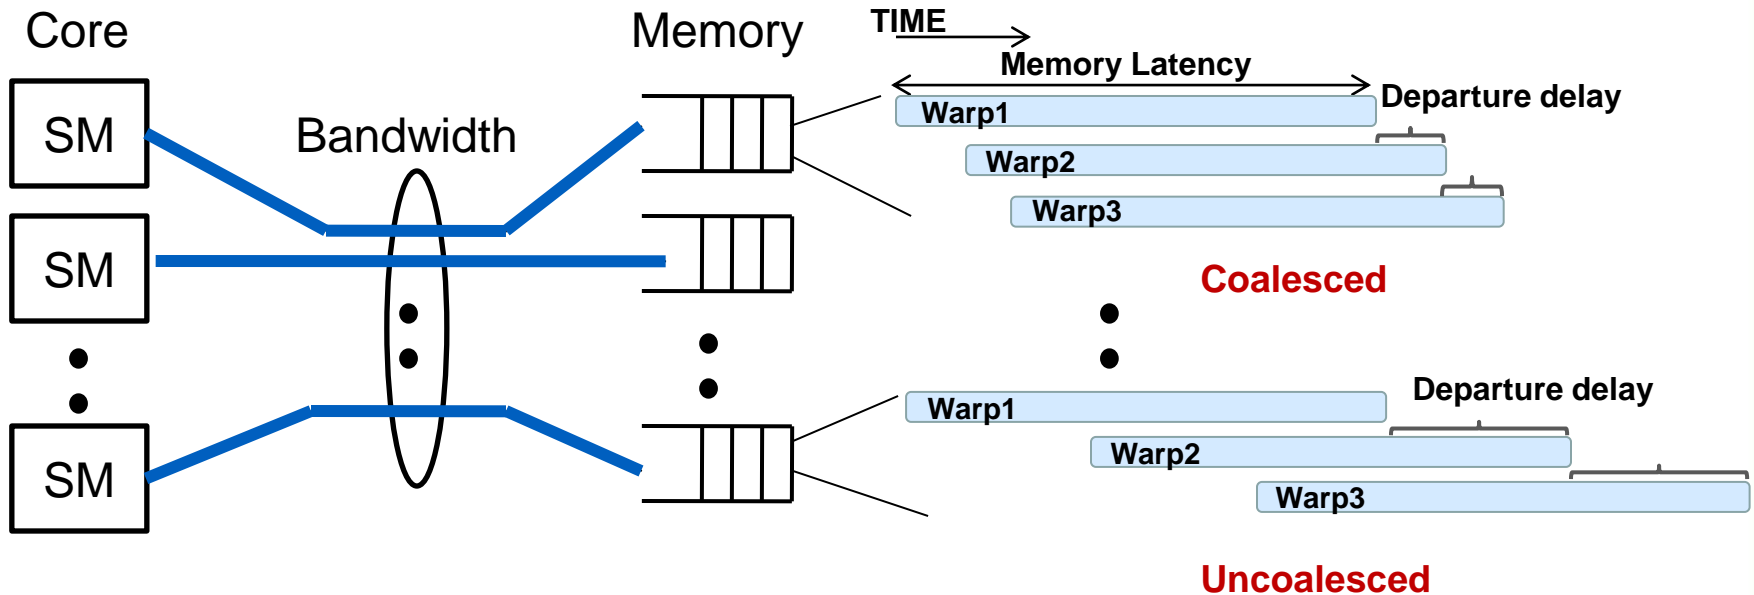 Core
Memory
TIME
Memory Latency
Departure delay
SM
Bandwidth
Warp1
Warp2
Warp3
SM
Coalesced
Departure delay
Warp1
SM
Warp2
Warp3
Uncoalesced